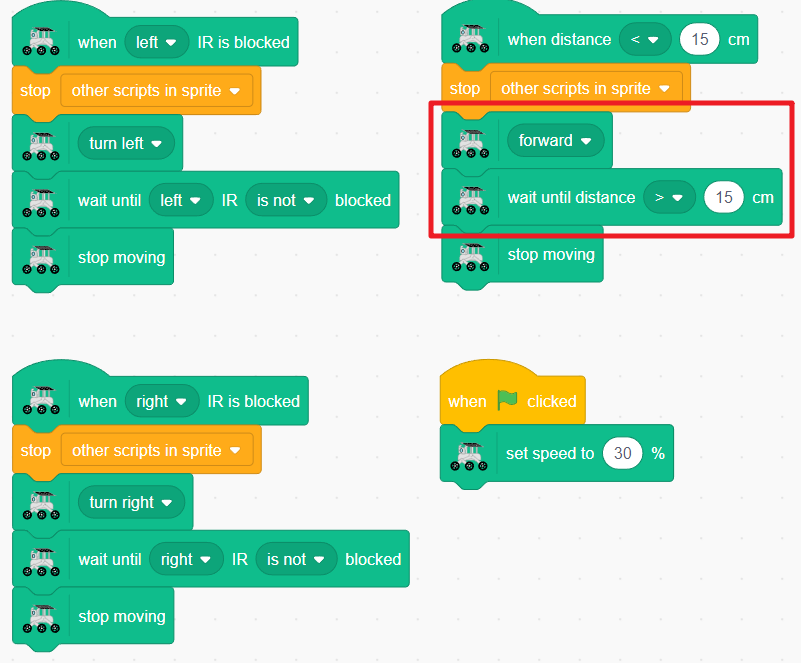 when left IR is blocked
stop other scripts in sprite
turn left
wait until left IR is not blocked
stop moving
when distance < 15 cm
stop other scripts in sprite
forward
wait until distance > 15 cm
stop moving
when right IR is blocked
stop other scripts in sprite
turn right
wait until right IR is not blocked
stop moving
when clicked
set speed to 30 %